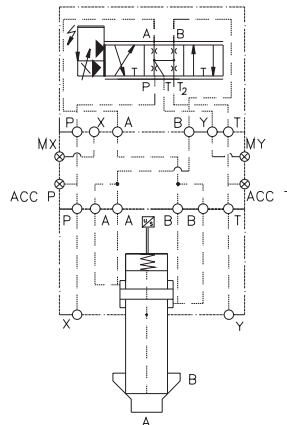 A B
P T T2
P X A B Y T
MX MY
ACC P ACC T
P A A B B T
U/S
X Y
B
A